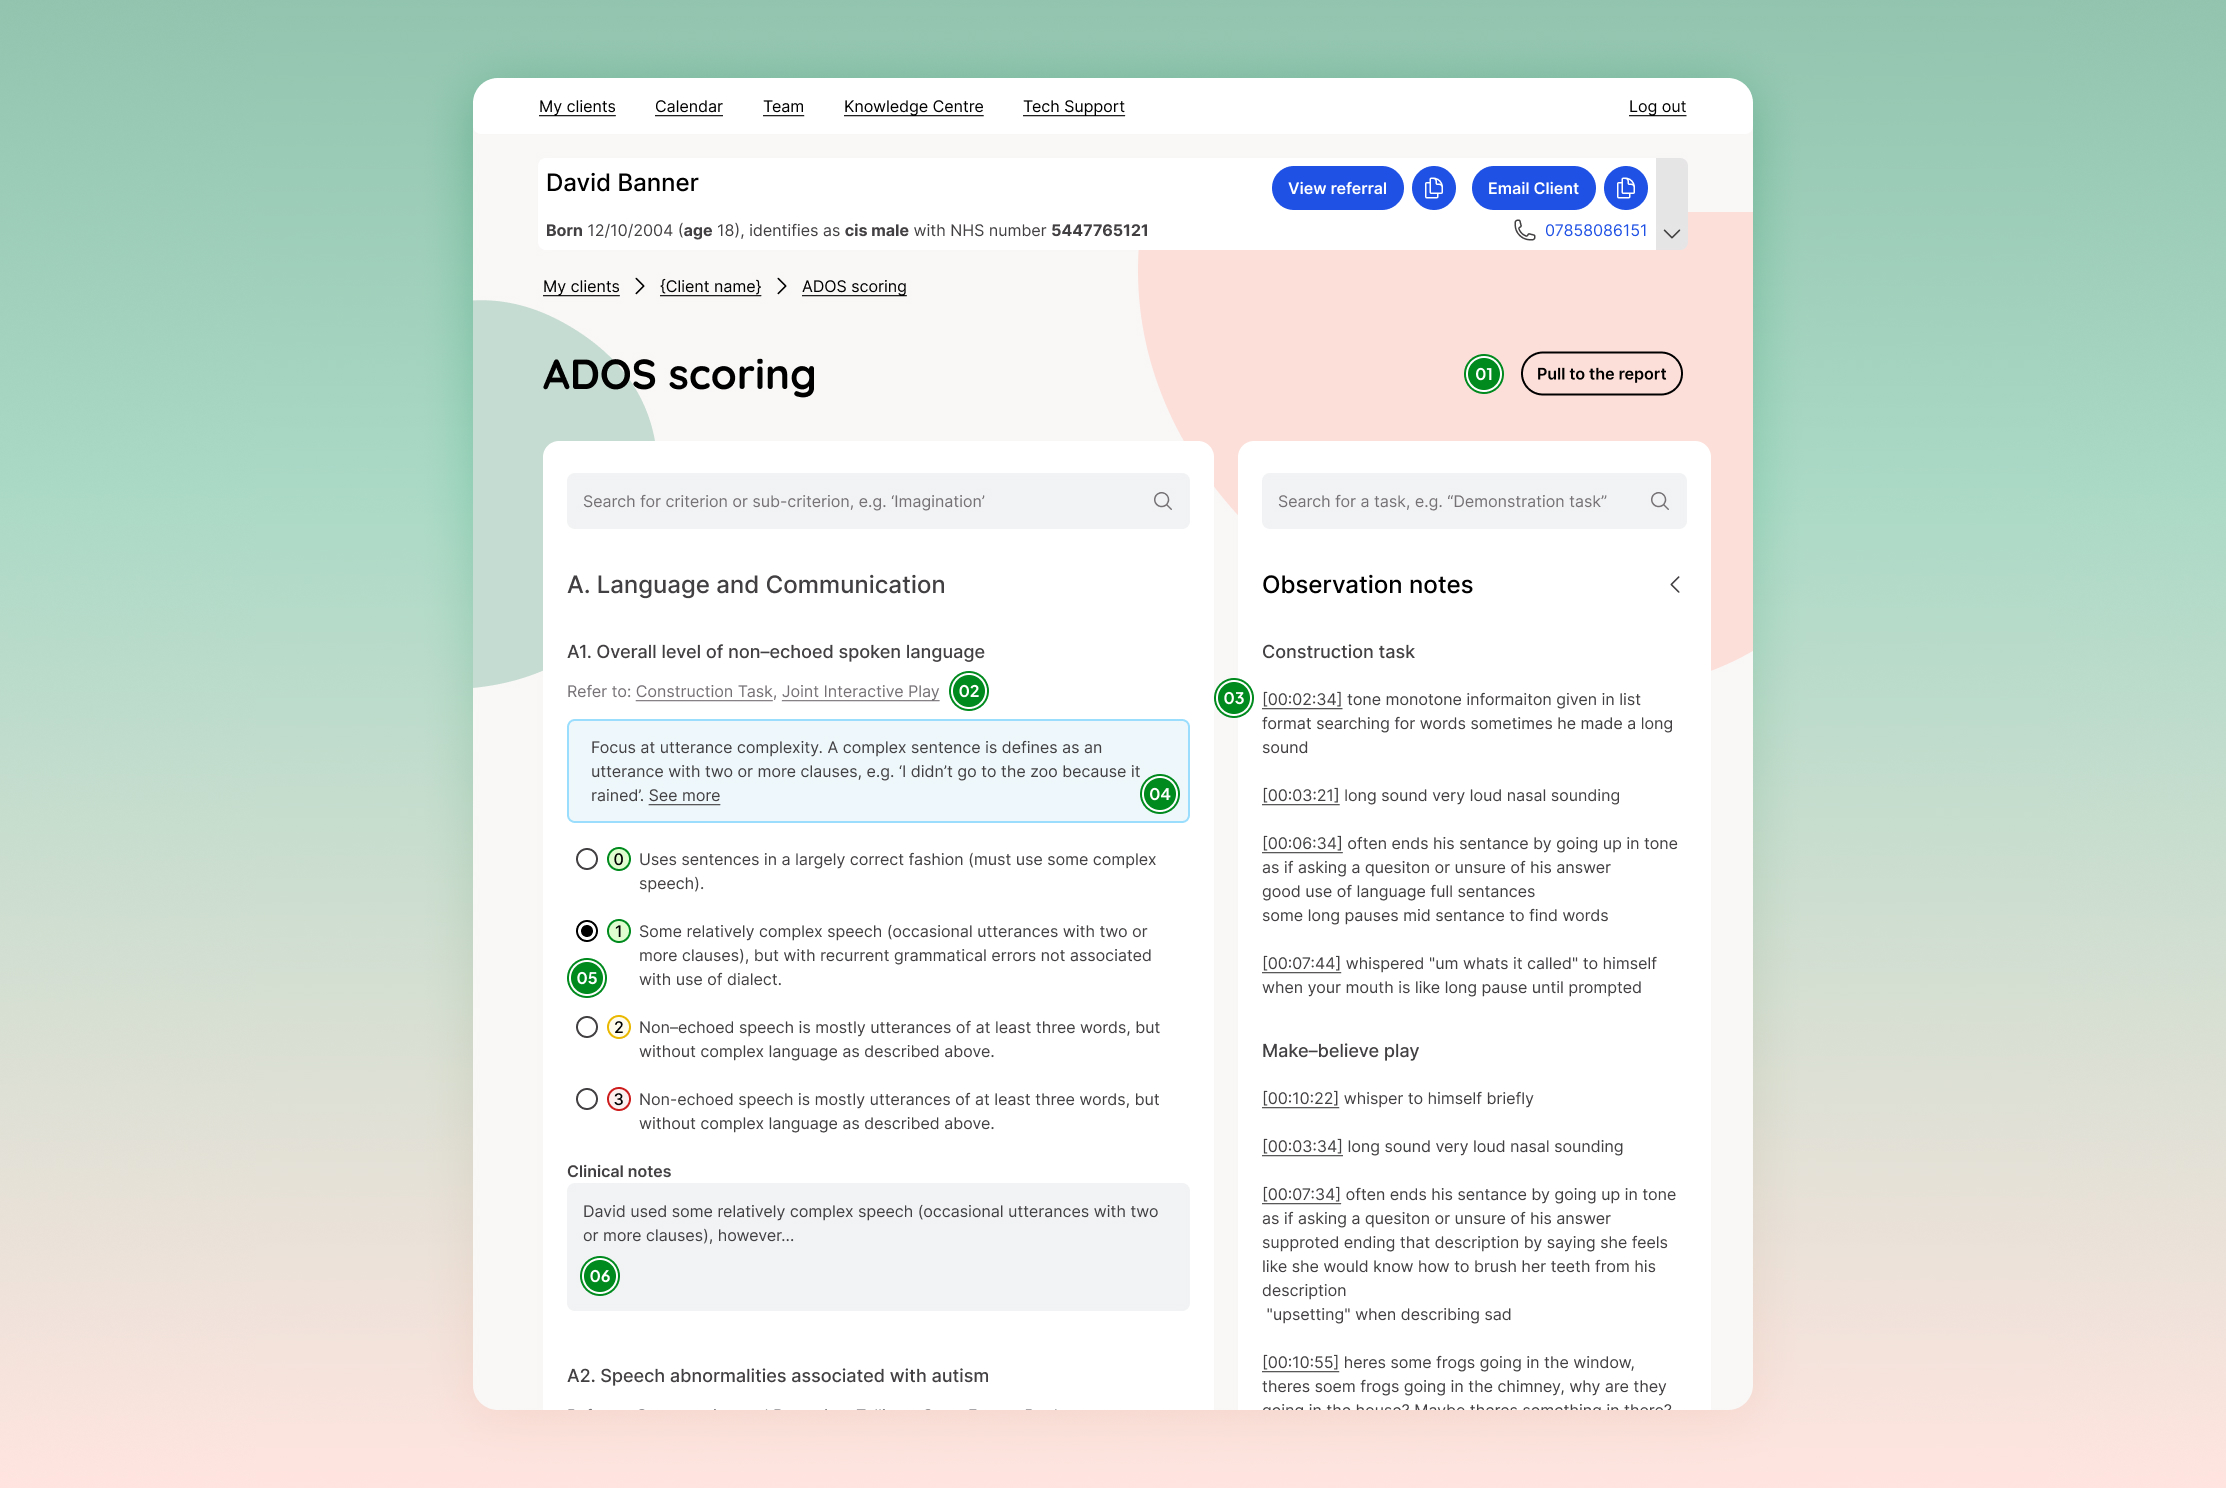 My clients Calendar Team Knowledge Centre Tech Support Log out
David Banner
View referral Email Client
Born 12/10/2004 (age 18), identifies as cis male with NHS number 5447765121
07858086151
My clients {Client name} ADOS scoring
ADOS scoring
01 Pull to the report
Search for criterion or sub-criterion, e.g. ‘Imagination’
A. Language and Communication
A1. Overall level of non–echoed spoken language
Refer to: Construction Task, Joint Interactive Play 02
Focus at utterance complexity. A complex sentence is defines as an
utterance with two or more clauses, e.g. ‘I didn’t go to the zoo because it
rained’. See more
04
0 Uses sentences in a largely correct fashion (must use some complex
speech).
1 Some relatively complex speech (occasional utterances with two or
more clauses), but with recurrent grammatical errors not associated
with use of dialect.
05
2 Non–echoed speech is mostly utterances of at least three words, but
without complex language as described above.
3 Non-echoed speech is mostly utterances of at least three words, but
without complex language as described above.
Clinical notes
David used some relatively complex speech (occasional utterances with two
or more clauses), however...
06
A2. Speech abnormalities associated with autism
Search for a task, e.g. “Demonstration task”
Observation notes
Construction task
03
[00:02:34] tone monotone informaiton given in list
format searching for words sometimes he made a long
sound
[00:03:21] long sound very loud nasal sounding
[00:06:34] often ends his sentance by going up in tone
as if asking a quesiton or unsure of his answer
good use of language full sentances
some long pauses mid sentance to find words
[00:07:44] whispered "um whats it called" to himself
when your mouth is like long pause until prompted
Make–believe play
[00:10:22] whisper to himself briefly
[00:03:34] long sound very loud nasal sounding
[00:07:34] often ends his sentance by going up in tone
as if asking a quesiton or unsure of his answer
supproted ending that description by saying she feels
like she would know how to brush her teeth from his
description
"upsetting" when describing sad
[00:10:55] heres some frogs going in the window,
theres soem frogs going in the chimney, why are they
going in the house? Maybe theres something in there?